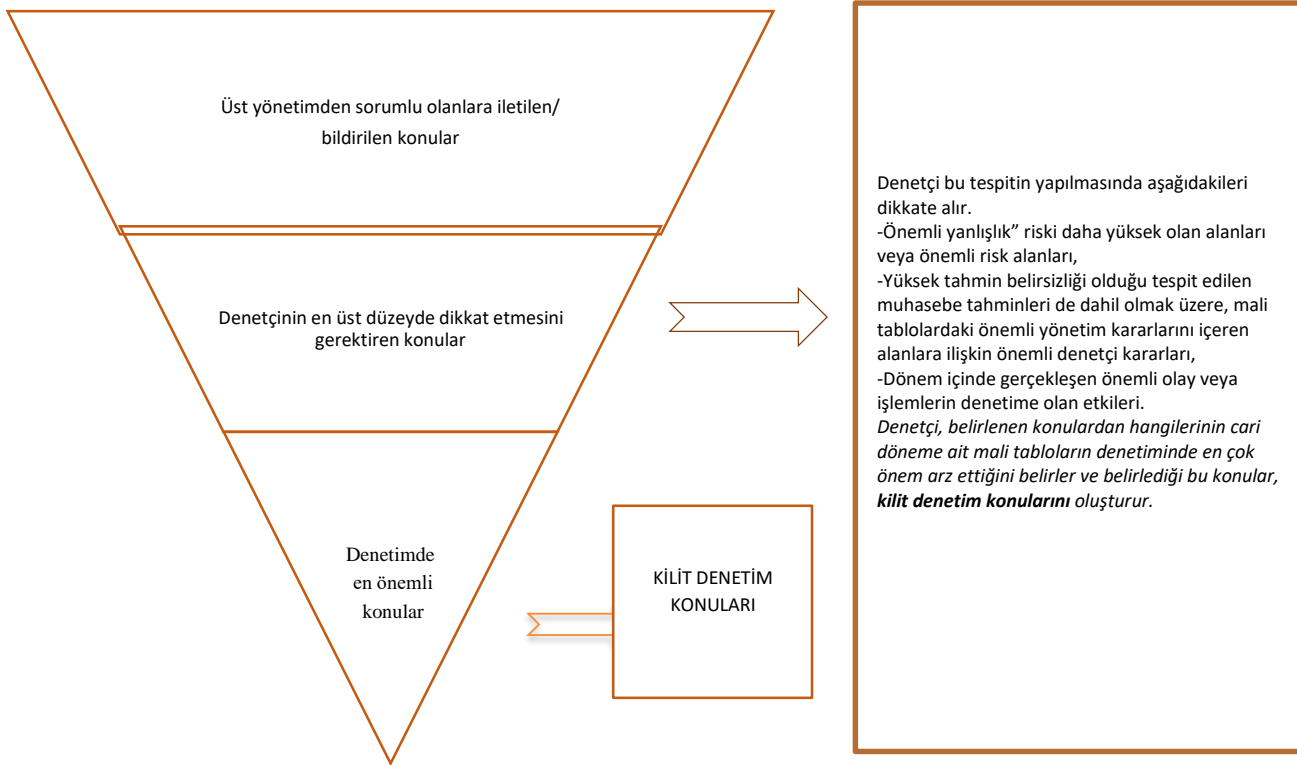 Üst yönetimden sorumlu olanlara iletilen/
bildirilen konular
Denetçinin en üst düzeyde dikkat etmesini
gerektiren konular
Denetimde
en önemli
konular
KİLİT DENETİM
KONULARI
Denetçi bu tespitin yapılmasında aşağıdakileri
dikkate alır.
-Önemli yanlışlık” riski daha yüksek olan alanları
veya önemli risk alanları,
-Yüksek tahmin belirsizliği olduğu tespit edilen
muhasebe tahminleri de dahil olmak üzere, mali
tablolardaki önemli yönetim kararlarını içeren
alanlara ilişkin önemli denetçi kararları,
-Dönem içinde gerçekleşen önemli olay veya
işlemlerin denetime olan etkileri.
Denetçi, belirlenen konulardan hangilerinin cari
döneme ait mali tabloların denetiminde en çok
önem arz ettiğini belirler ve belirlediği bu konular,
kilit denetim konularını oluşturur.